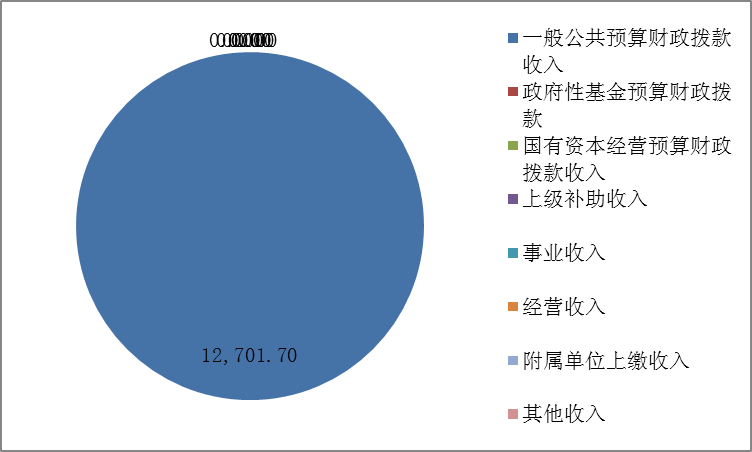 12,701.70
一般公共预算财政拨款
收入
政府性基金预算财政拨
款
国有资本经营预算财政
拨款收入
上级补助收入
事业收入
经营收入
附属单位上缴收入
其他收入